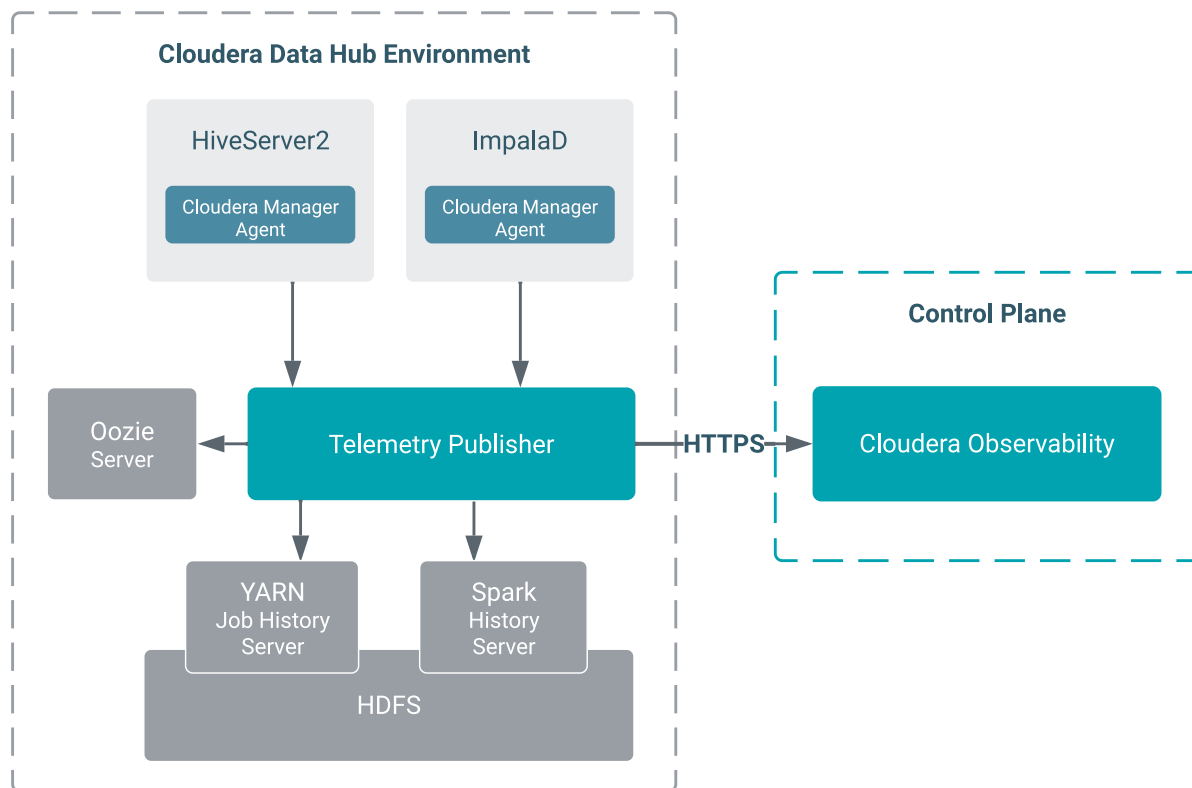 Cloudera Data Hub Environment
HiveServer2
Cloudera Manager
Agent
ImpalaD
Cloudera Manager
Agent
Control Plane
Oozie
Server
Telemetry Publisher
HTTPS
Cloudera Observability
YARN
Job History
Server
Spark
History
Server
HDFS